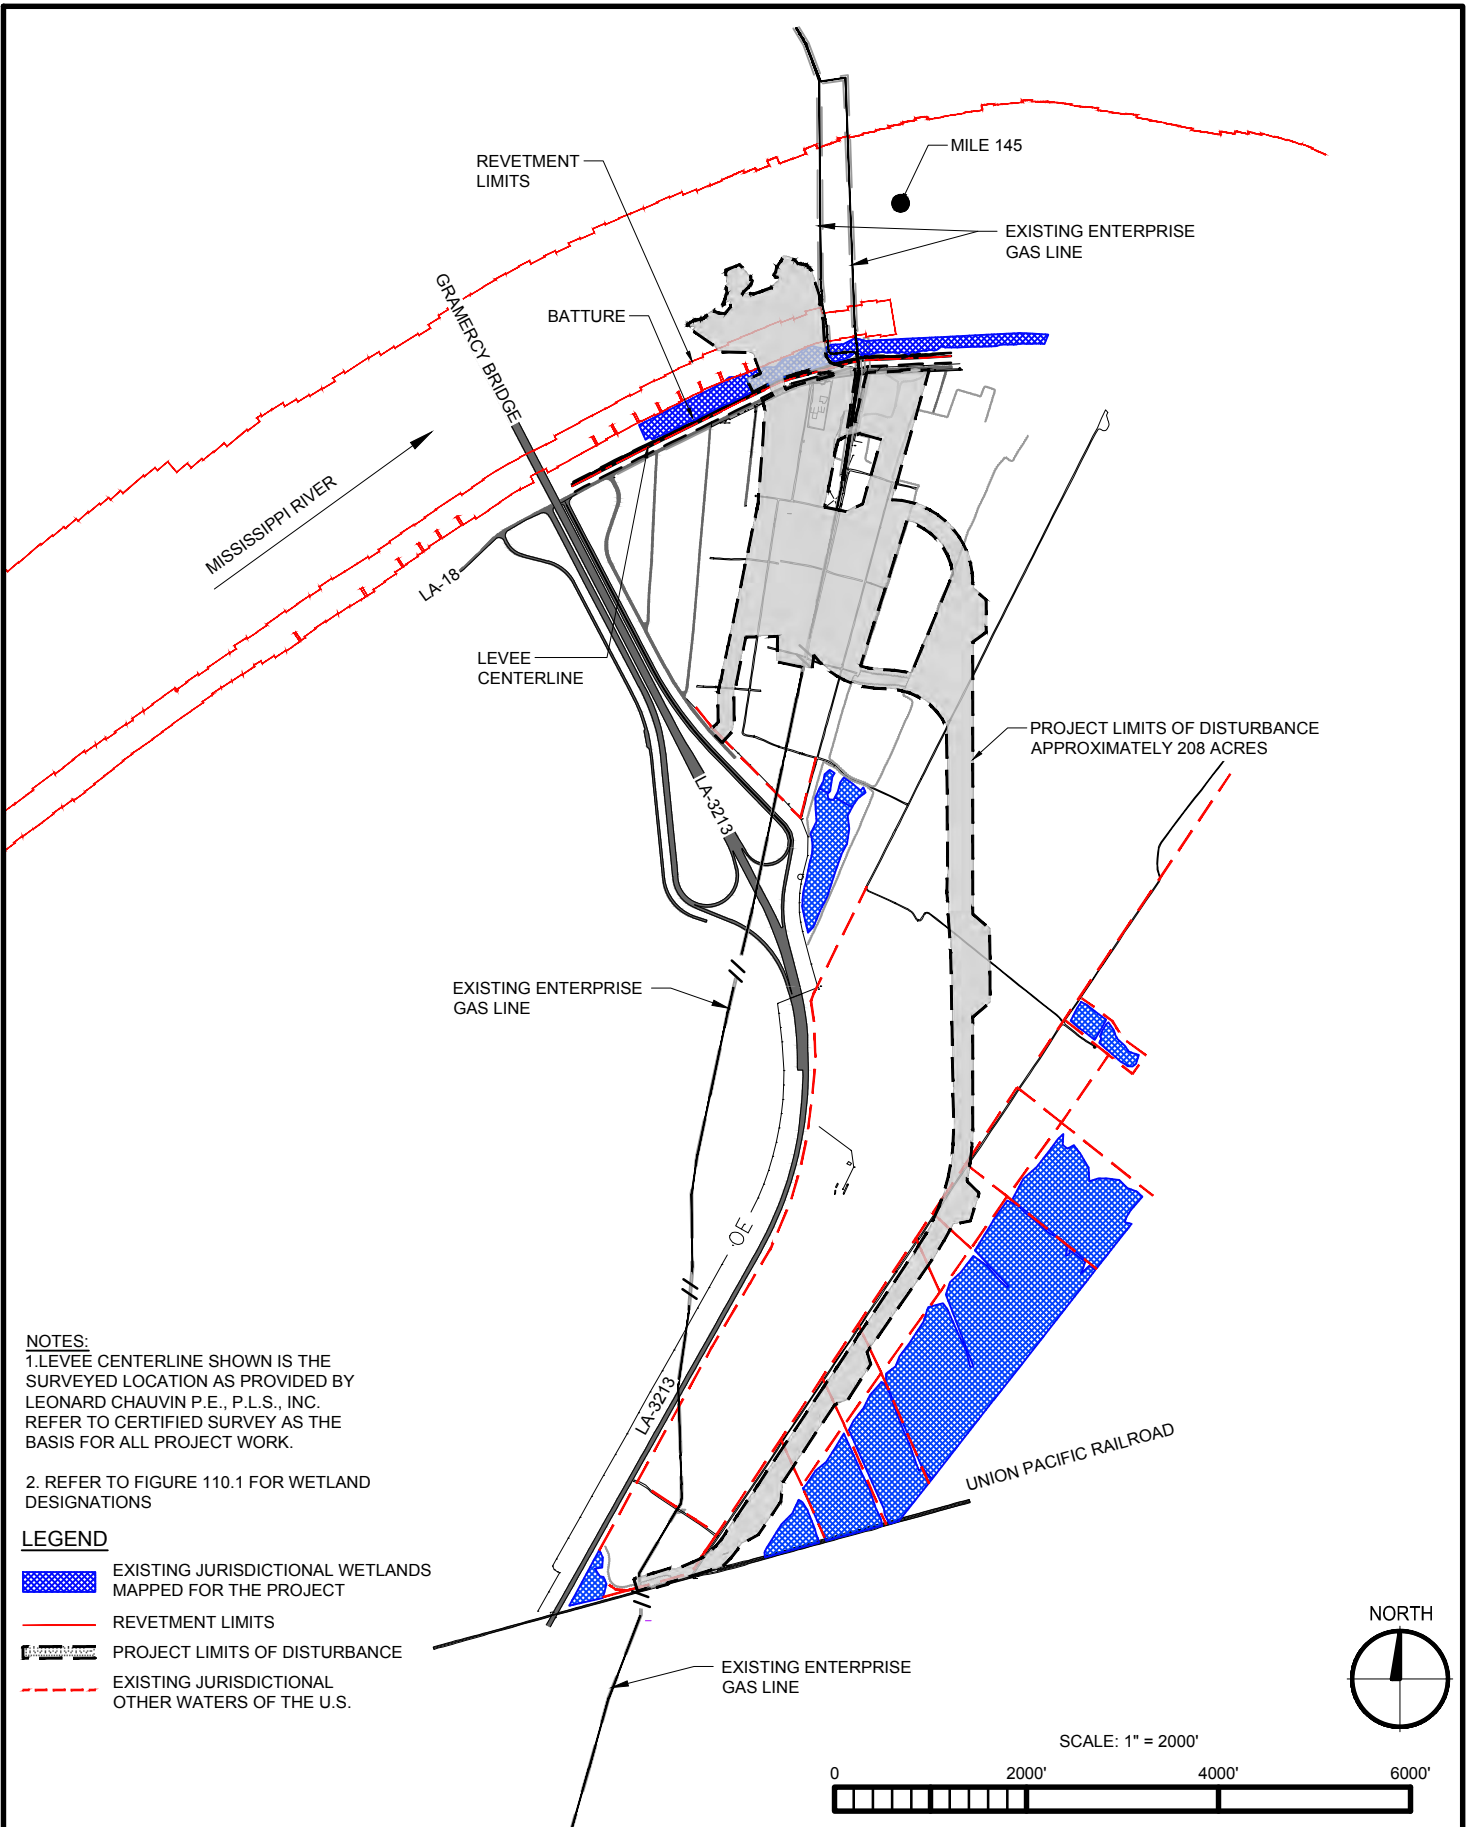 MILE 145
REVETMENT
LIMITS
EXISTING ENTERPRISE
GAS LINE
GRAMERCY BRIDGE
BATTURE
MISSISSIPPI RIVER
LA-18
LEVEE
CENTERLINE
PROJECT LIMITS OF DISTURBANCE
APPROXIMATELY 208 ACRES
LA-3213
EXISTING ENTERPRISE
GAS LINE
OE
LA-3213
UNION PACIFIC RAILROAD
NOTES:
1.LEVEE CENTERLINE SHOWN IS THE
SURVEYED LOCATION AS PROVIDED BY
LEONARD CHAUVIN P.E., P.L.S., INC.
REFER TO CERTIFIED SURVEY AS THE
BASIS FOR ALL PROJECT WORK.
2. REFER TO FIGURE 110.1 FOR WETLAND
DESIGNATIONS
LEGEND
EXISTING JURISDICTIONAL WETLANDS
MAPPED FOR THE PROJECT
REVETMENT LIMITS
PROJECT LIMITS OF DISTURBANCE
EXISTING JURISDICTIONAL
OTHER WATERS OF THE U.S.
EXISTING ENTERPRISE
GAS LINE
NORTH
SCALE: 1" = 2000'
0 2000' 4000' 6000'